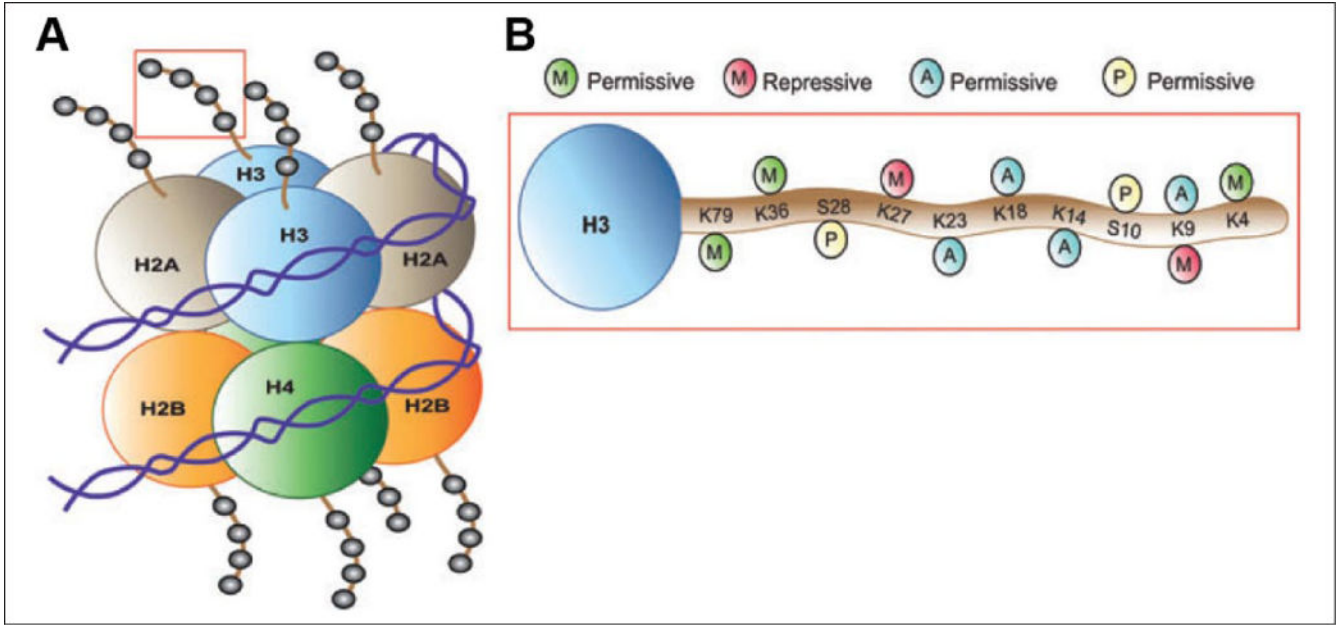 A
H3
H3
H2A
H2A
H4
H2B
H2B
B
M Permissive M Repressive A Permissive P Permissive
M M A P A M
H3 K79 K36 S28 K27 K23 K18 K14 S10 K9 K4
M P A A M